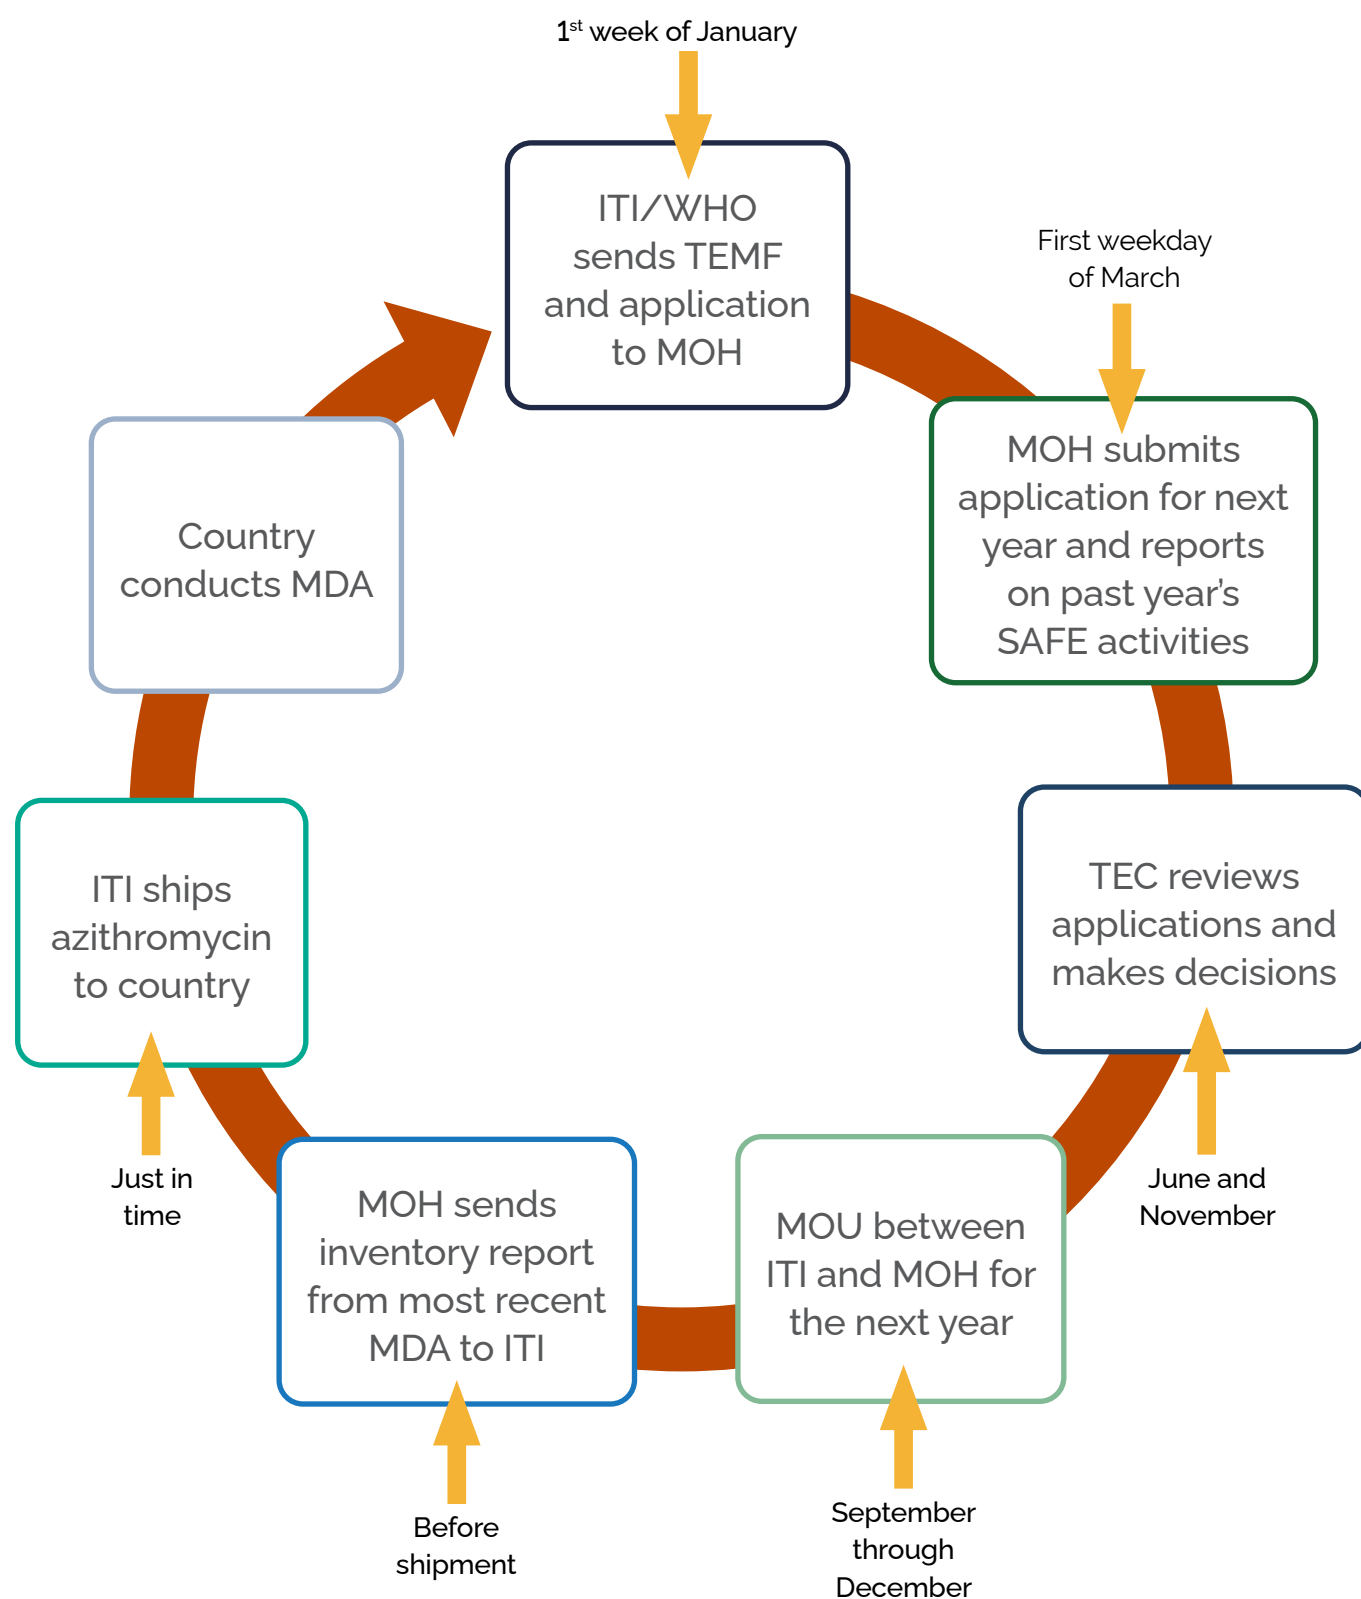 1st week of January
ITI/WHO
sends TEMF
and application
to MOH
First weekday
of March
MOH submits
application for next
year and reports
on past year’s
SAFE activities
TEC reviews
applications and
makes decisions
June and
November
MOU between
ITI and MOH for
the next year
September
through
December
MOH sends
inventory report
from most recent
MDA to ITI
Before
shipment
ITI ships
azithromycin
to country
Just in
time
Country
conducts MDA